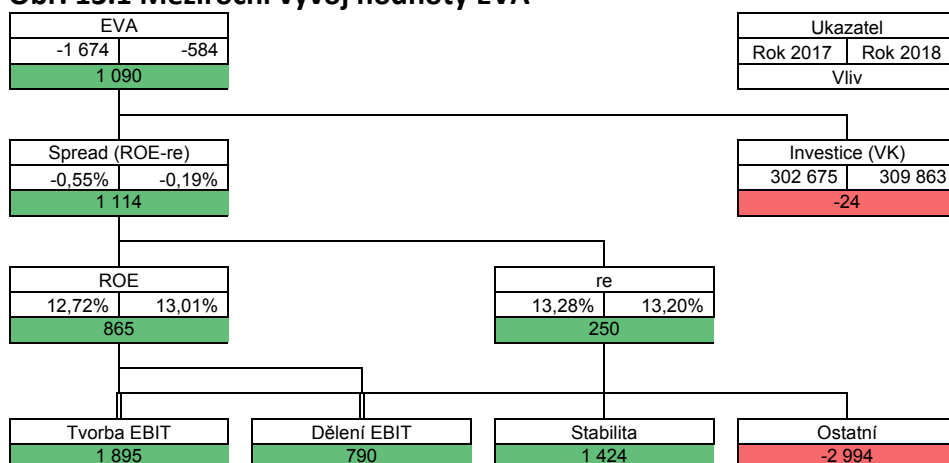 Obr. 13.1 Meziroční vývoj hodnoty EVA
EVA
-1 674 -584
1 090
Ukazatel
Rok 2017 Rok 2018
Vliv
Spread (ROE-re)
-0,55% -0,19%
1 114
Investice (VK)
302 675 309 863
-24
ROE
12,72% 13,01%
865
re
13,28% 13,20%
250
Tvorba EBIT
1 895
Dělení EBIT
790
Stabilita
1 424
Ostatní
-2 994